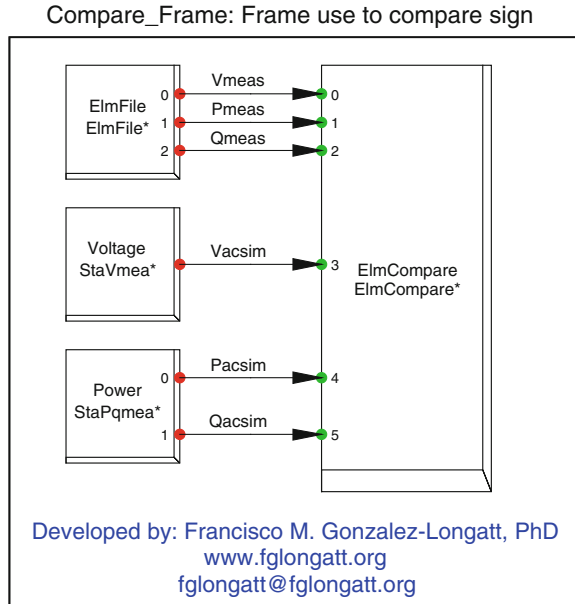 Compare_Frame: Frame use to compare sign
ElmFile
ElmFile*
0
1
2
Vmeas
Pmeas
Qmeas
0
1
2
Voltage
StaVmea*
Vacsim
3
ElmCompare
ElmCompare*
Power
StaPqmea*
0
1
Pacsim
Qacsim
4
5
Developed by: Francisco M. Gonzalez-Longatt, PhD
www.fglongatt.org
fglongatt@fglongatt.org